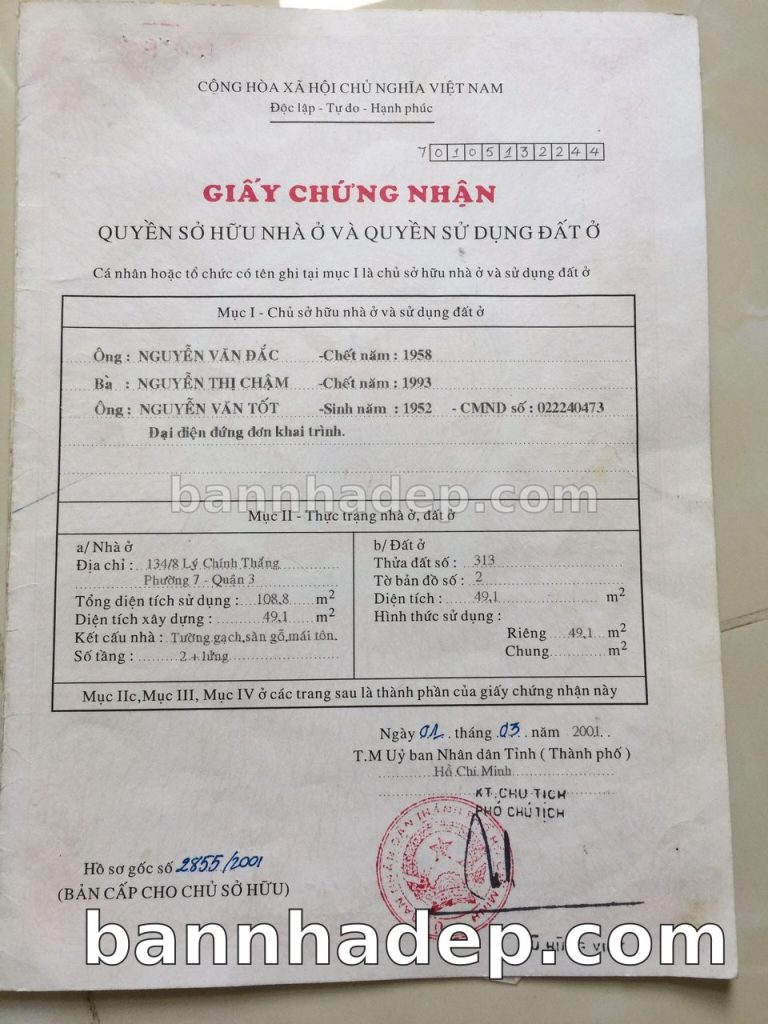 CỘNG HÒA XÃ HỘI CHỦ NGHĨA VIỆT NAM
Độc lập - Tự do - Hạnh phúc
70105132244
GIẤY CHỨNG NHẬN
QUYỀN SỞ HỮU NHÀ Ở VÀ QUYỀN SỬ DỤNG ĐẤT Ở
Cá nhân hoặc tổ chức có tên ghi tại mục I là chủ sở hữu nhà ở và sử dụng đất ở
Mục I - Chủ sở hữu nhà ở và sử dụng đất ở
Ông : NGUYỄN VĂN ĐẮC -Chết năm : 1958
Bà : NGUYỄN THỊ CHẬM -Chết năm : 1993
Ông : NGUYỄN VĂN TỐT -Sinh năm : 1952 - CMND số : 022240473
Đại diện đứng đơn khai trình.
bannhadep.com
Mục II - Thực trạng nhà ở, đất ở
a/ Nhà ở
Địa chỉ : 134/8 Lý Chính Thắng
Phường 7 - Quận 3
Tổng diện tích sử dụng : 108,8 m2
Diện tích xây dựng : 49,1 m2
Kết cấu nhà : Tường gạch,sàn gỗ,mái tôn.
Số tầng : 2 + lửng
b/ Đất ở
Thửa đất số : 313
Tờ bản đồ số : 2
Diện tích : 49,1 m2
Hình thức sử dụng :
Riêng 49,1 m2
Chung m2
Mục IIc,Mục III, Mục IV ở các trang sau là thành phần của giấy chứng nhận này
Ngày 01 tháng 03 năm 2001
T.M Uỷ ban Nhân dân Tỉnh ( Thành phố )
Hồ Chí Minh
KT. CHỦ TỊCH
PHÓ CHỦ TỊCH
Hồ sơ gốc số 2855/2001
(BẢN CẤP CHO CHỦ SỞ HỮU)
bannhadep.com